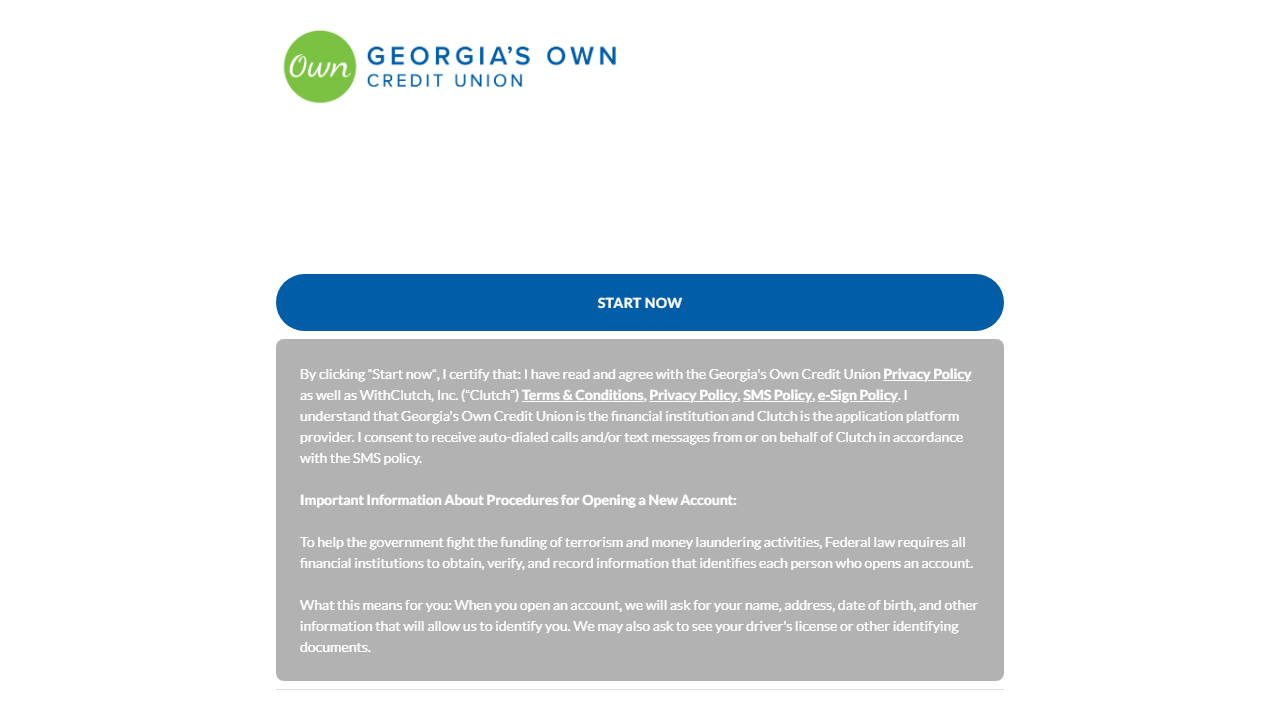 Own
GEORGIA'S OWN
CREDIT UNION
START NOW
By clicking “Start now“, I certify that: I have read and agree with the Georgia's Own Credit Union Privacy Policy
as well as WithClutch, Inc. (“Clutch”) Terms & Conditions, Privacy Policy, SMS Policy, e-Sign Policy. I
understand that Georgia's Own Credit Union is the financial institution and Clutch is the application platform
provider. I consent to receive auto-dialed calls and/or text messages from or on behalf of Clutch in accordance
with the SMS policy.
Important Information About Procedures for Opening a New Account:
To help the government fight the funding of terrorism and money laundering activities, Federal law requires all
financial institutions to obtain, verify, and record information that identifies each person who opens an account.
What this means for you: When you open an account, we will ask for your name, address, date of birth, and other
information that will allow us to identify you. We may also ask to see your driver's license or other identifying
documents.